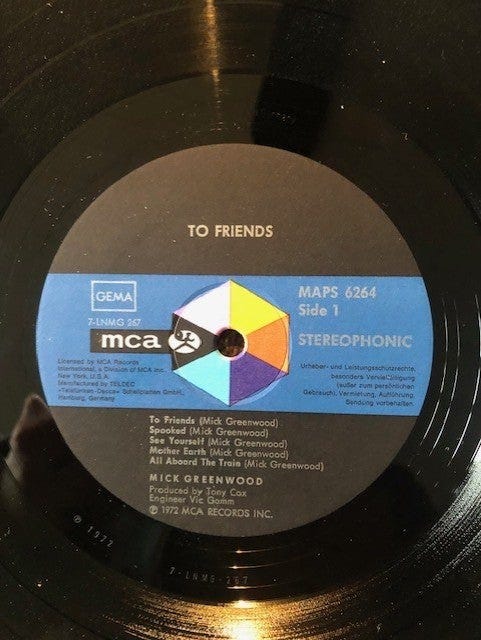 TO FRIENDS
GEMA
7-LNMG 267
mca
MAPS 6264
Side 1
STEREOPHONIC
Licensed by MCA Records
International, a Division of MCA Inc.
New York, U.S.A.
Manufactured by TELDEC
»Telefunken-Decca« Schallplatten GmbH.,
Hamburg, Germany
Urheber- und Leistungsschutzrechte,
besonders Vervielfältigung
(außer zum persönlichen
Gebrauch), Vermietung, Aufführung,
Sendung vorbehalten.
To Friends (Mick Greenwood)
Spooked (Mick Greenwood)
See Yourself (Mick Greenwood)
Mother Earth (Mick Greenwood)
All Aboard The Train (Mick Greenwood)
MICK GREENWOOD
Produced by Tony Cox
Engineer Vic Gamm
℗ 1972 MCA RECORDS INC.
℗ 1972
7-LNMG-267